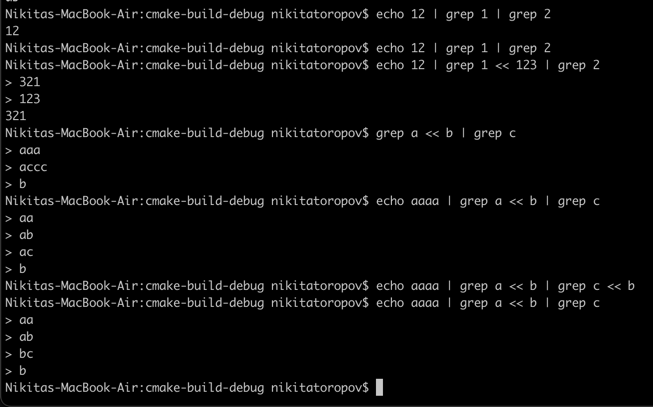 Nikitas-MacBook-Air:cmake-build-debug nikitatoropov$ echo 12 | grep 1 | grep 2
12
Nikitas-MacBook-Air:cmake-build-debug nikitatoropov$ echo 12 | grep 1 | grep 2
Nikitas-MacBook-Air:cmake-build-debug nikitatoropov$ echo 12 | grep 1 << 123 | grep 2
> 321
> 123
321
Nikitas-MacBook-Air:cmake-build-debug nikitatoropov$ grep a << b | grep c
> aaa
> accc
> b
Nikitas-MacBook-Air:cmake-build-debug nikitatoropov$ echo aaaa | grep a << b | grep c
> aa
> ab
> ac
> b
Nikitas-MacBook-Air:cmake-build-debug nikitatoropov$ echo aaaa | grep a << b | grep c << b
Nikitas-MacBook-Air:cmake-build-debug nikitatoropov$ echo aaaa | grep a << b | grep c
> aa
> ab
> bc
> b
Nikitas-MacBook-Air:cmake-build-debug nikitatoropov$